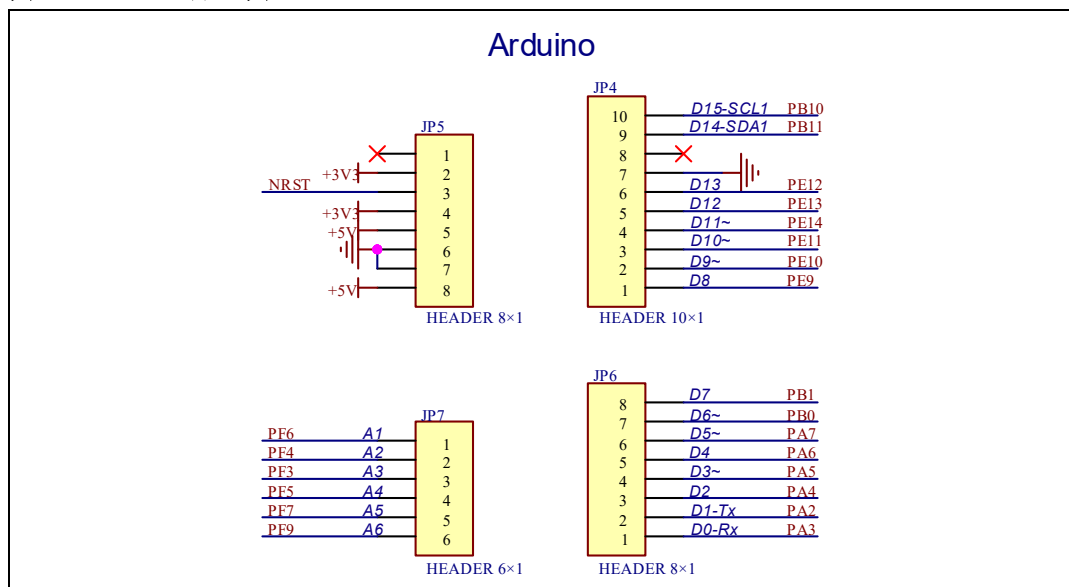 Arduino
JP5
1
+3V3 2
NRST 3
+3V3 4
+5V 5
6
7
+5V 8
HEADER 8×1
JP4
10 D15-SCL1 PB10
9 D14-SDA1 PB11
8
7
6 D13 PE12
5 D12 PE13
4 D11~ PE14
3 D10~ PE11
2 D9~ PE10
1 D8 PE9
HEADER 10×1
JP7
PF6 A1 1
PF4 A2 2
PF3 A3 3
PF5 A4 4
PF7 A5 5
PF9 A6 6
HEADER 6×1
JP6
8 D7 PB1
7 D6~ PB0
6 D5~ PA7
5 D4 PA6
4 D3~ PA5
3 D2 PA4
2 D1-Tx PA2
1 D0-Rx PA3
HEADER 8×1